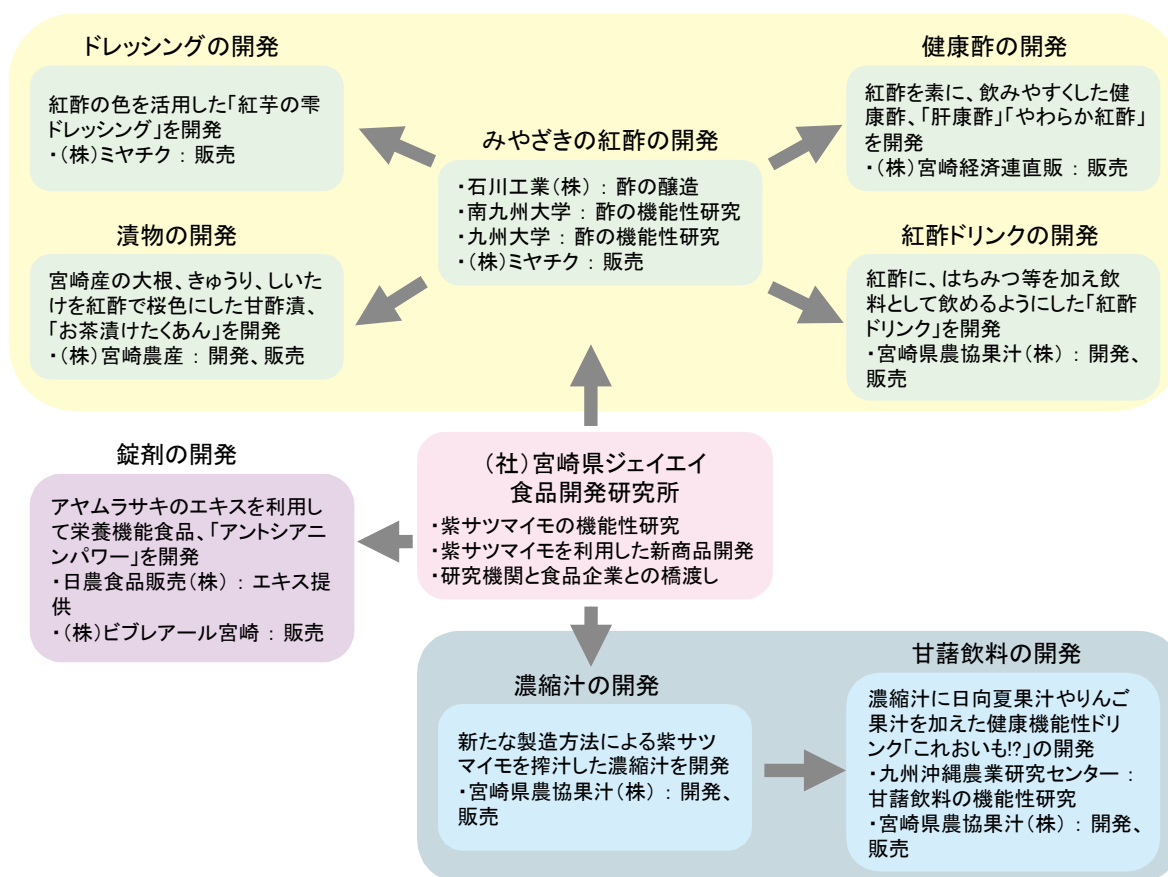 ドレッシングの開発
紅酢の色を活用した「紅芋の雫
ドレッシング」を開発
・(株)ミヤチク : 販売
漬物の開発
宮崎産の大根、きゅうり、しいた
けを紅酢で桜色にした甘酢漬、
「お茶漬けたくあん」を開発
・(株)宮崎農産 : 開発、販売
みやざきの紅酢の開発
・石川工業(株) : 酢の醸造
・南九州大学 : 酢の機能性研究
・九州大学 : 酢の機能性研究
・(株)ミヤチク : 販売
健康酢の開発
紅酢を素に、飲みやすくした健
康酢、「肝康酢」「やわらか紅酢」
を開発
・(株)宮崎経済連直販 : 販売
紅酢ドリンクの開発
紅酢に、はちみつ等を加え飲
料として飲めるようにした「紅酢
ドリンク」を開発
・宮崎県農協果汁(株) : 開発、
販売
錠剤の開発
アヤムラサキのエキスを利用し
て栄養機能食品、「アントシアニ
ンパワー」を開発
・日農食品販売(株) : エキス提
供
・(株)ビブレアール宮崎 : 販売
(社)宮崎県ジェイエイ
食品開発研究所
・紫サツマイモの機能性研究
・紫サツマイモを利用した新商品開発
・研究機関と食品企業との橋渡し
濃縮汁の開発
新たな製造方法による紫サツ
マイモを搾汁した濃縮汁を開発
・宮崎県農協果汁(株) : 開発、
販売
甘藷飲料の開発
濃縮汁に日向夏果汁やりんご
果汁を加えた健康機能性ドリ
ンク「これおいも!?」の開発
・九州沖縄農業研究センター :
甘藷飲料の機能性研究
・宮崎県農協果汁(株) : 開発、
販売